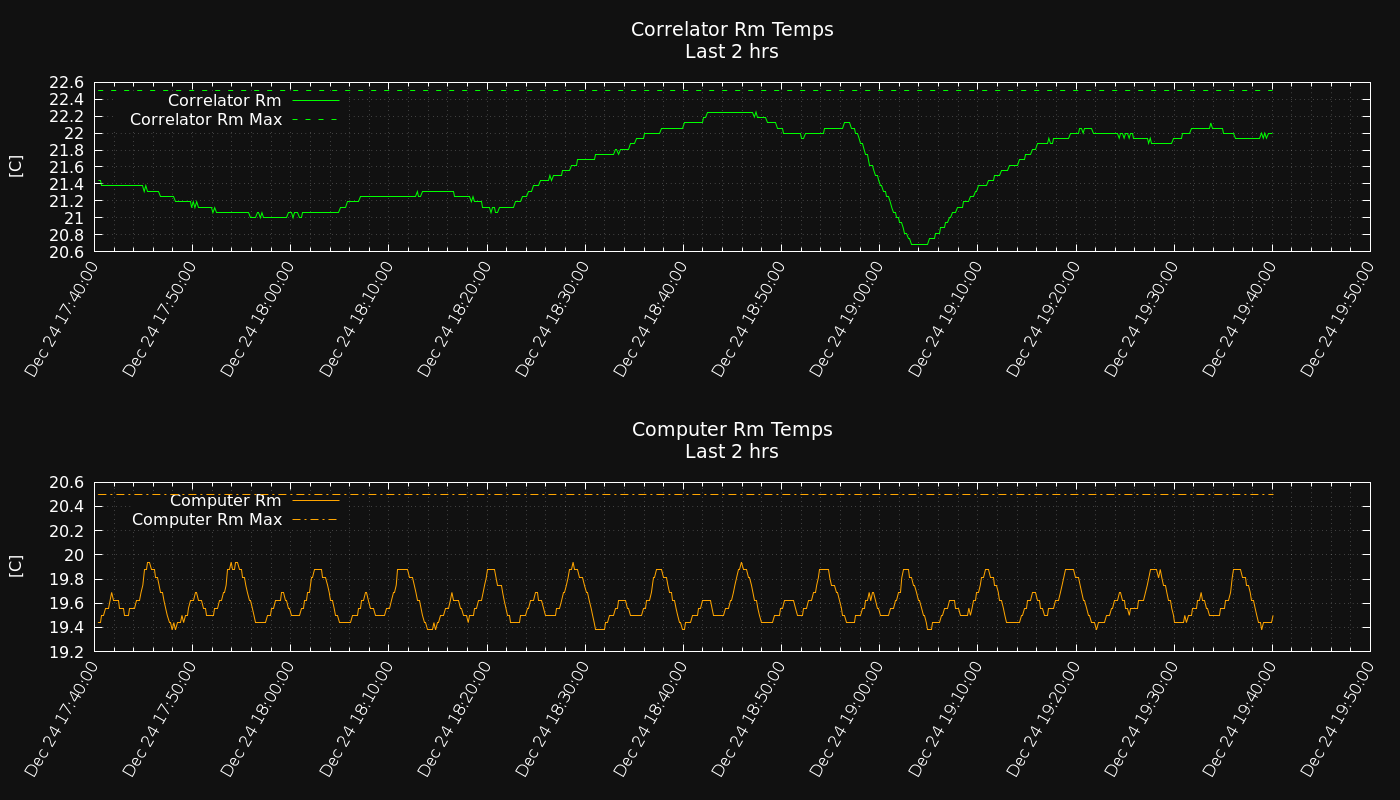 Correlator Rm Temps
Last 2 hrs
22.6
22.4
22.2
22
21.8
21.6
21.4
21.2
21
20.8
20.6
[C]
Correlator Rm
Correlator Rm Max
Dec 24 17:40:00
Dec 24 17:50:00
Dec 24 18:00:00
Dec 24 18:10:00
Dec 24 18:20:00
Dec 24 18:30:00
Dec 24 18:40:00
Dec 24 18:50:00
Dec 24 19:00:00
Dec 24 19:10:00
Dec 24 19:20:00
Dec 24 19:30:00
Dec 24 19:40:00
Dec 24 19:50:00
Computer Rm Temps
Last 2 hrs
20.6
20.4
20.2
20
19.8
19.6
19.4
19.2
[C]
Computer Rm
Computer Rm Max
Dec 24 17:40:00
Dec 24 17:50:00
Dec 24 18:00:00
Dec 24 18:10:00
Dec 24 18:20:00
Dec 24 18:30:00
Dec 24 18:40:00
Dec 24 18:50:00
Dec 24 19:00:00
Dec 24 19:10:00
Dec 24 19:20:00
Dec 24 19:30:00
Dec 24 19:40:00
Dec 24 19:50:00